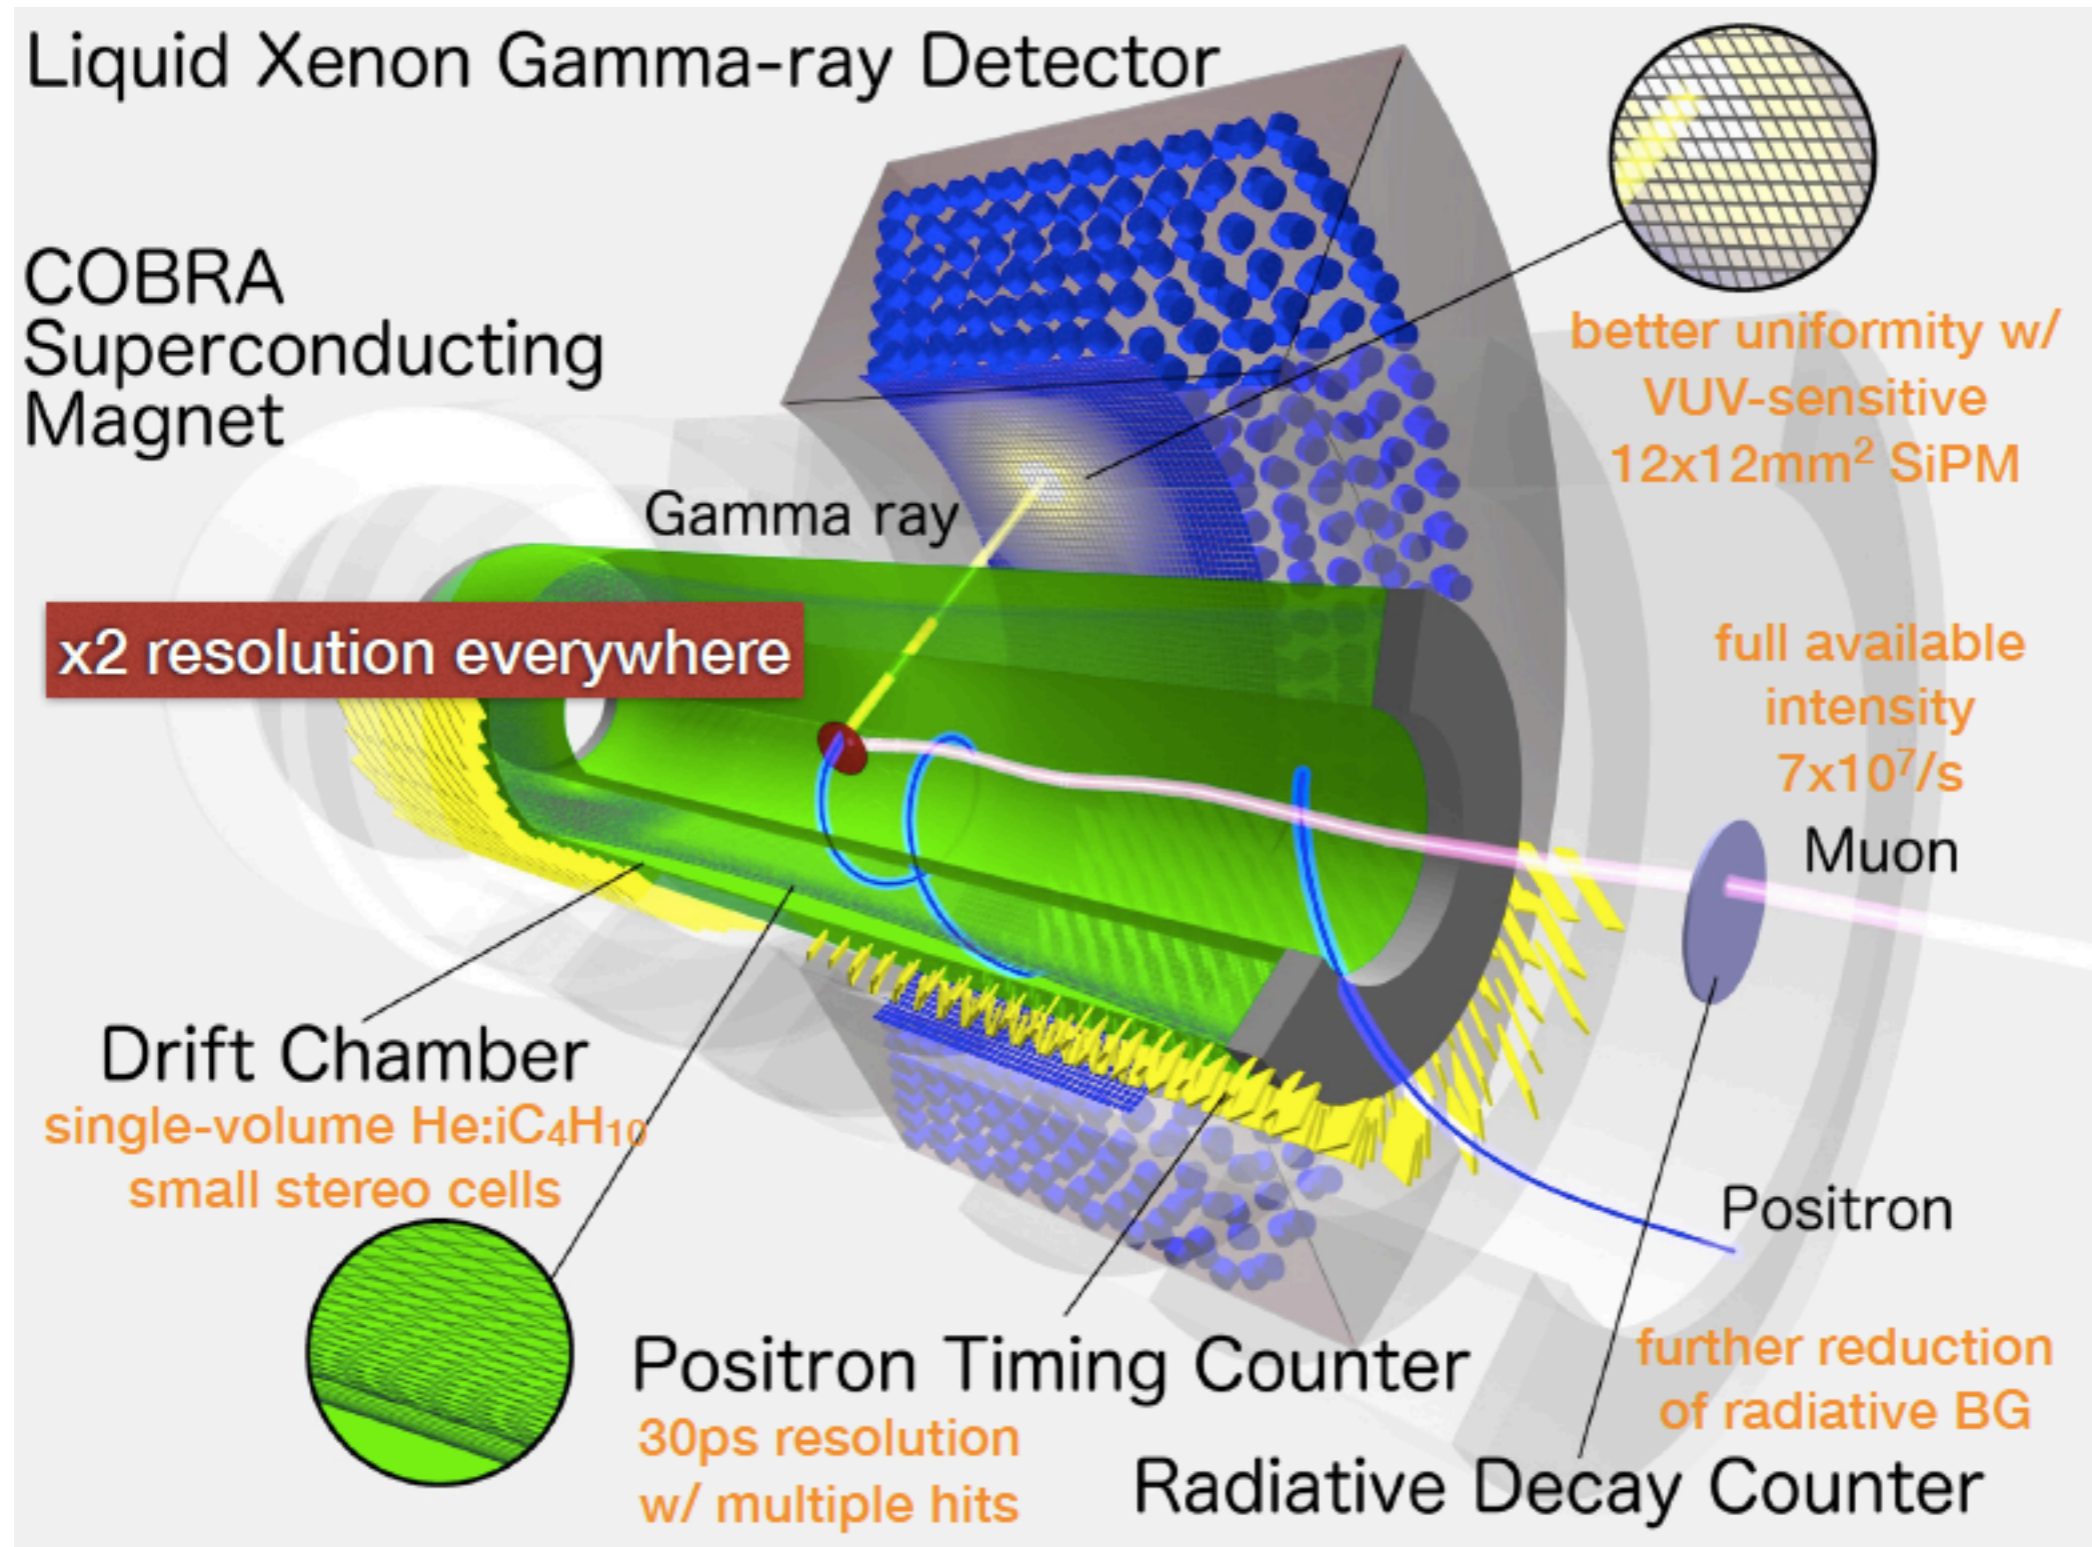 Liquid Xenon Gamma-ray Detector
COBRA
Superconducting
Magnet
better uniformity w/
VUV-sensitive
12x12mm² SiPM
Gamma ray
x2 resolution everywhere
full available
intensity
7x10⁷/s
Muon
Drift Chamber
single-volume He:iC₄H₁₀
small stereo cells
Positron
Positron Timing Counter
30ps resolution
w/ multiple hits
further reduction
of radiative BG
Radiative Decay Counter